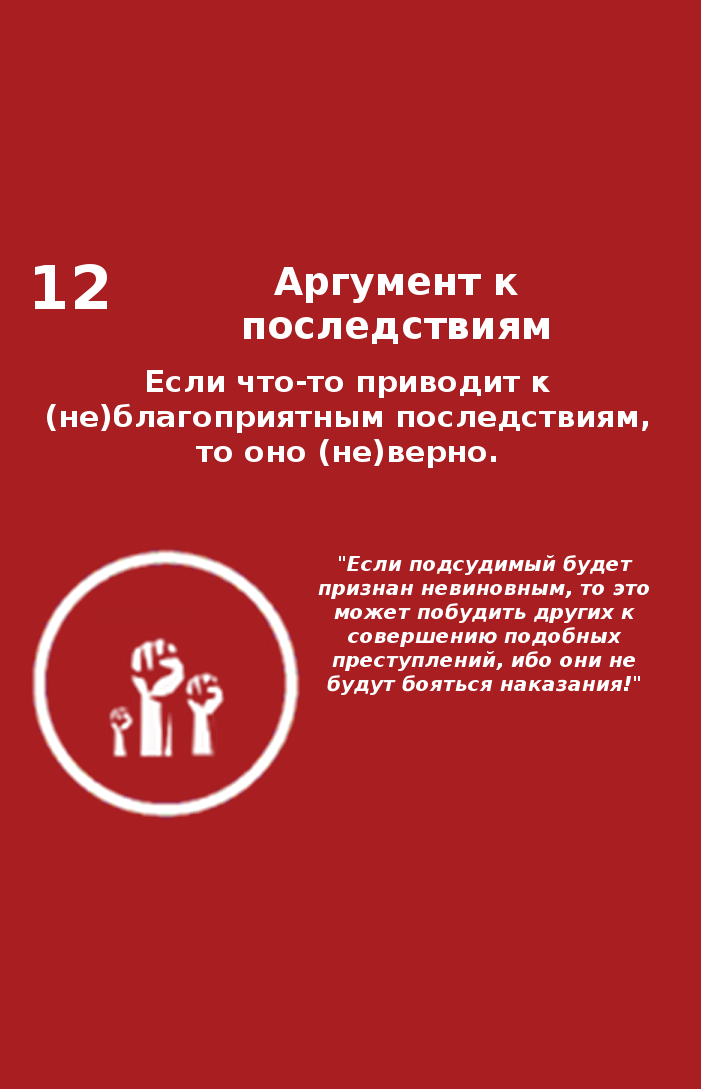 12
Аргумент к
последствиям
Если что-то приводит к
(не)благоприятным последствиям,
то оно (не)верно.
"Если подсудимый будет
признан невиновным, то это
может побудить других к
совершению подобных
преступлений, ибо они не
будут бояться наказания!"